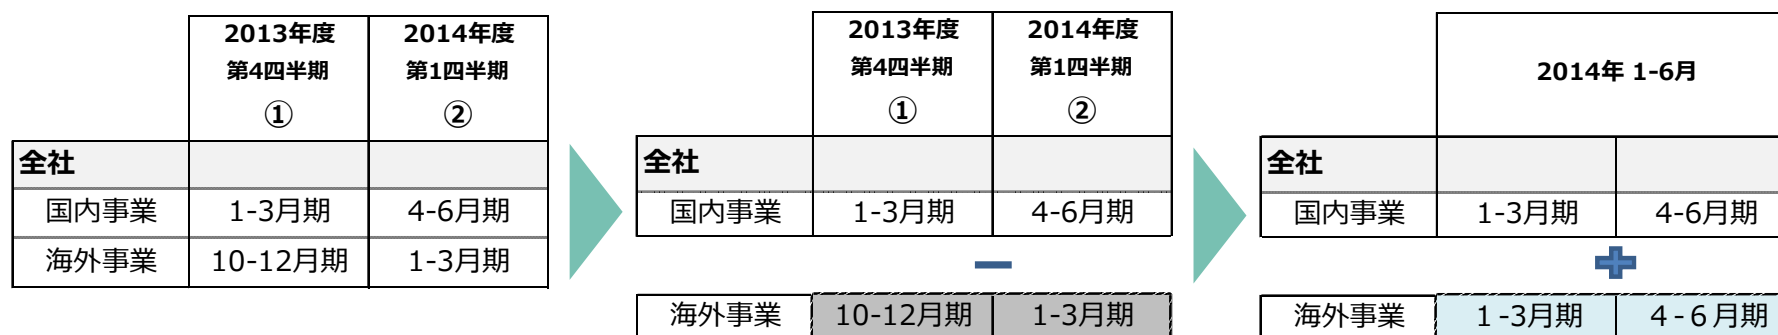 2013年度 2014年度
第4四半期 第1四半期
① ②
全社
国内事業 1-3月期 4-6月期
海外事業 10-12月期 1-3月期
2013年度 2014年度
第4四半期 第1四半期
① ②
全社
国内事業 1-3月期 4-6月期
海外事業 10-12月期 1-3月期
2014年 1-6月
全社
国内事業 1-3月期 4-6月期
海外事業 1-3月期 4-6月期